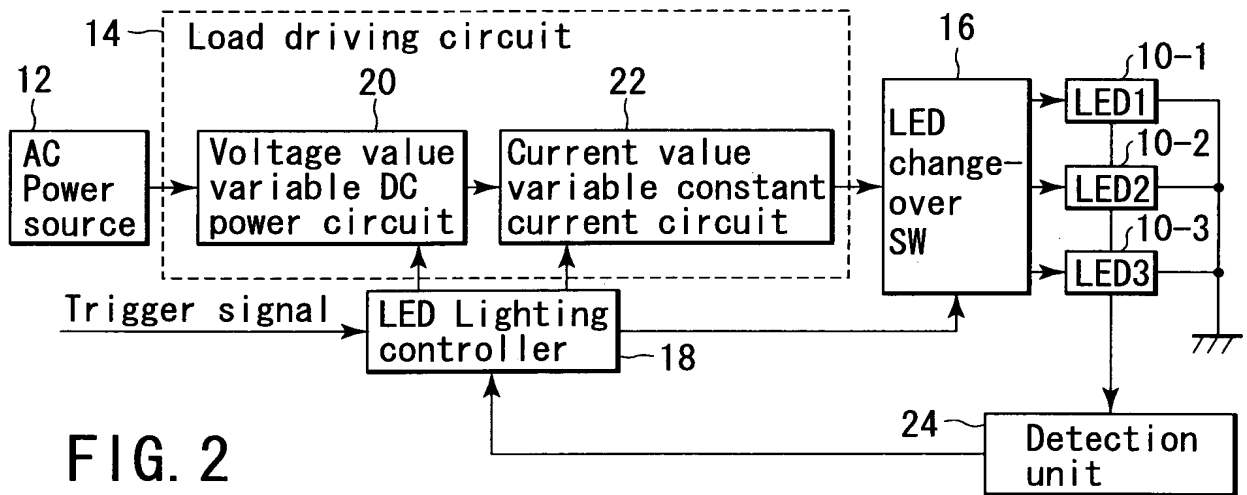 14
Load driving circuit
12
20
22
16
10-1
AC
Power
source
Voltage value
variable DC
power circuit
Current value
variable constant
current circuit
LED
change-
over
SW
LED1
10-2
LED2
10-3
LED3
Trigger signal
LED Lighting
controller
18
24
Detection
unit
FIG. 2